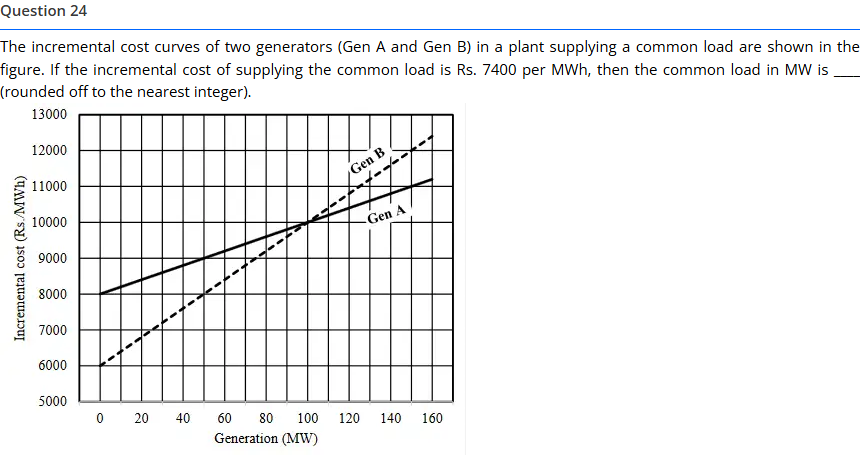 Question 24
The incremental cost curves of two generators (Gen A and Gen B) in a plant supplying a common load are shown in the
figure. If the incremental cost of supplying the common load is Rs. 7400 per MWh, then the common load in MW is ____
(rounded off to the nearest integer).
13000
12000
11000
10000
9000
8000
7000
6000
5000
Incremental cost (Rs./MWh)
Gen B
Gen A
0 20 40 60 80 100 120 140 160
Generation (MW)